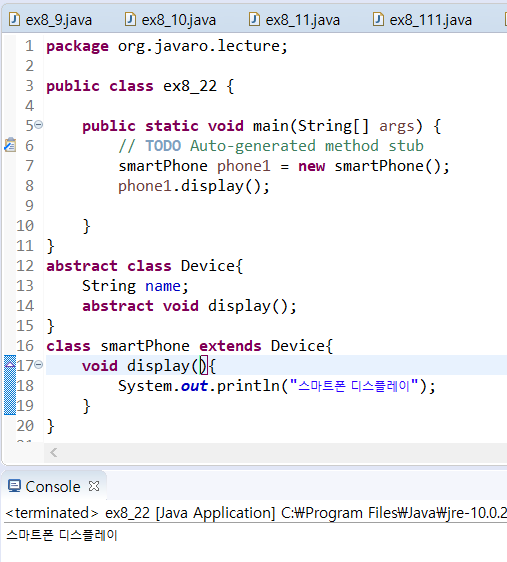 ex8_9.java ex8_10.java ex8_11.java ex8_111.java
1 package org.javaro.lecture;
2
3 public class ex8_22 {
4
5 public static void main(String[] args) {
6 // TODO Auto-generated method stub
7 smartPhone phone1 = new smartPhone();
8 phone1.display();
9
10 }
11 }
12 abstract class Device{
13 String name;
14 abstract void display();
15 }
16 class smartPhone extends Device{
17 void display(){
18 System.out.println("스마트폰 디스플레이");
19 }
20 }
Console
<terminated> ex8_22 [Java Application] C:₩Program Files₩Java₩jre-10.0.2
스마트폰 디스플레이